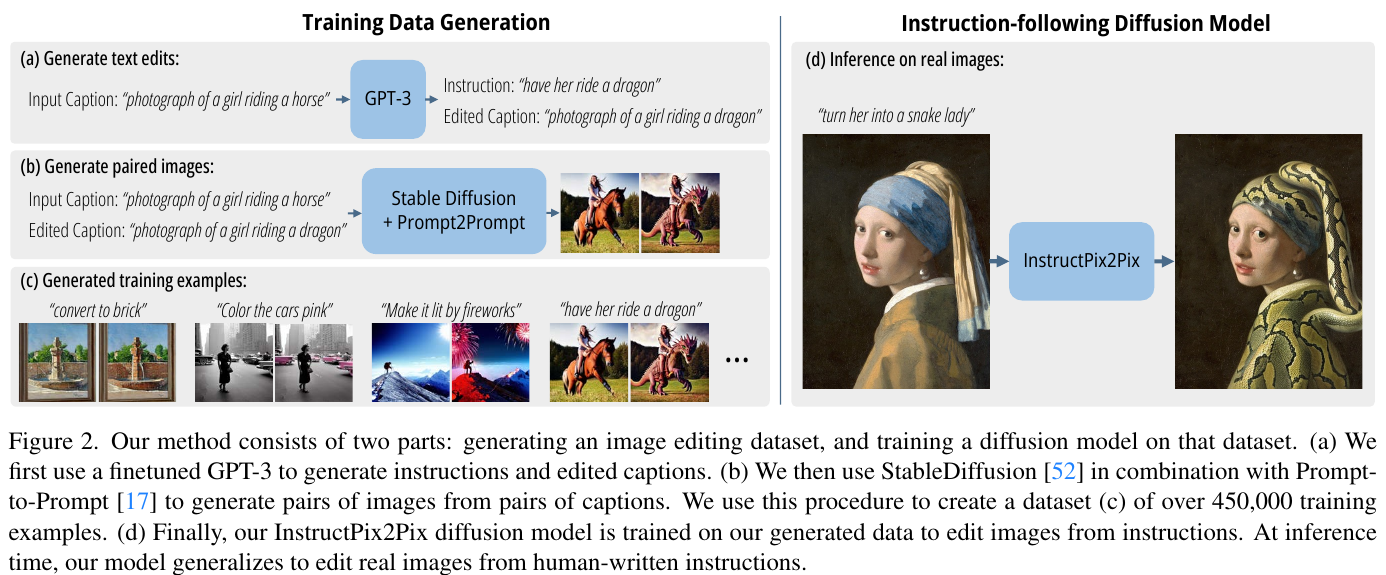 Training Data Generation
(a) Generate text edits:
Input Caption: “photograph of a girl riding a horse”
GPT-3
Instruction: “have her ride a dragon”
Edited Caption: “photograph of a girl riding a dragon”
(b) Generate paired images:
Input Caption: “photograph of a girl riding a horse”
Edited Caption: “photograph of a girl riding a dragon”
Stable Diffusion
+ Prompt2Prompt
(c) Generated training examples:
“convert to brick”
“Color the cars pink”
“Make it lit by fireworks”
“have her ride a dragon”
...
Instruction-following Diffusion Model
(d) Inference on real images:
“turn her into a snake lady”
InstructPix2Pix
Figure 2. Our method consists of two parts: generating an image editing dataset, and training a diffusion model on that dataset. (a) We
first use a finetuned GPT-3 to generate instructions and edited captions. (b) We then use StableDiffusion [52] in combination with Prompt-
to-Prompt [17] to generate pairs of images from pairs of captions. We use this procedure to create a dataset (c) of over 450,000 training
examples. (d) Finally, our InstructPix2Pix diffusion model is trained on our generated data to edit images from instructions. At inference
time, our model generalizes to edit real images from human-written instructions.